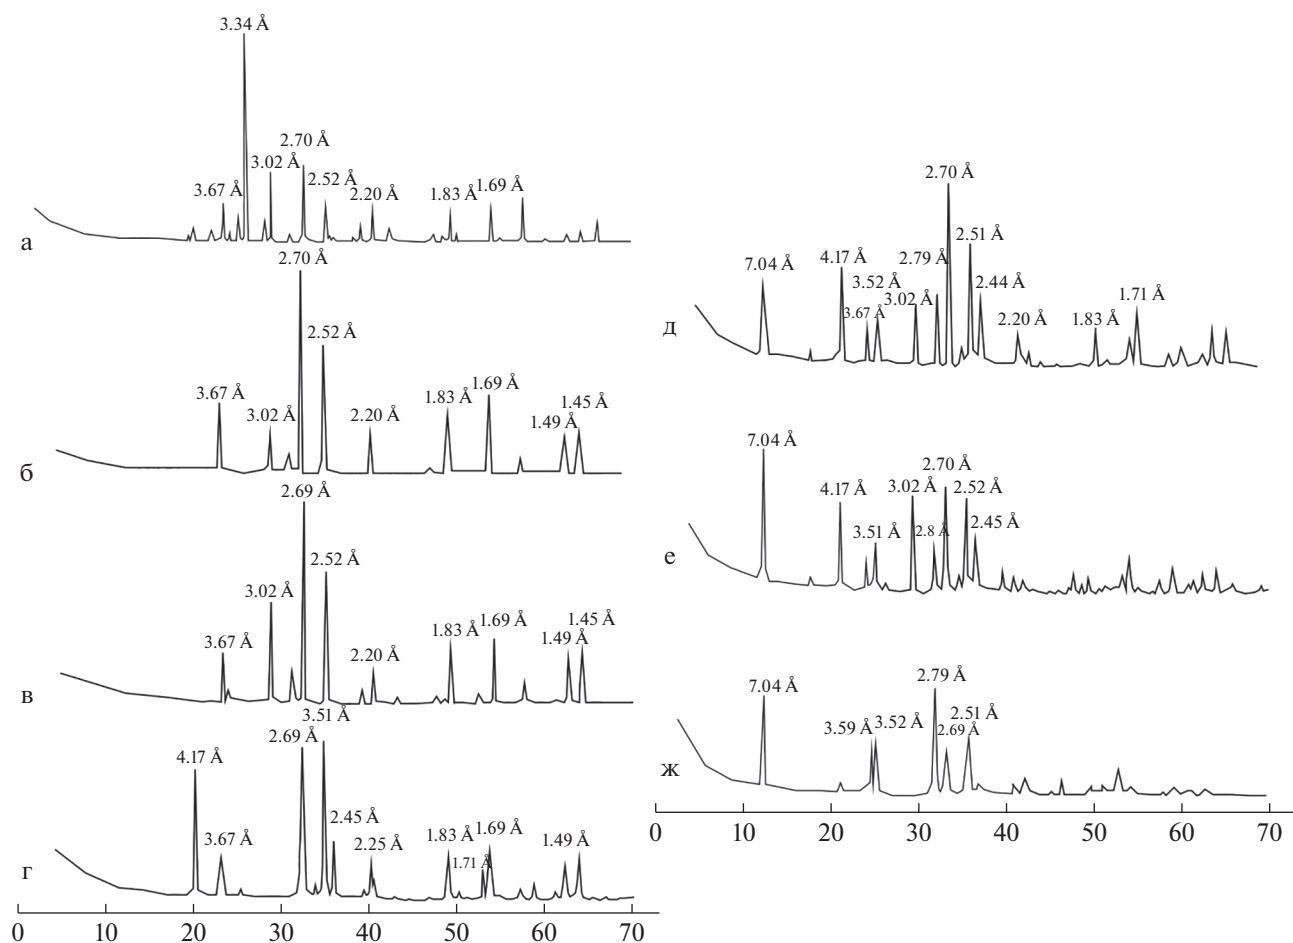 3.34 Å
3.67 Å
3.02 Å
2.70 Å
2.52 Å
2.20 Å
1.83 Å
1.69 Å
а
2.70 Å
3.67 Å
3.02 Å
2.52 Å
2.20 Å
1.83 Å
1.69 Å
1.49 Å
1.45 Å
б
2.69 Å
3.67 Å
3.02 Å
2.52 Å
2.20 Å
1.83 Å
1.69 Å
1.49 Å
1.45 Å
в
3.51 Å
4.17 Å
3.67 Å
2.69 Å
2.45 Å
2.25 Å
1.83 Å
1.71 Å
1.69 Å
1.49 Å
г
0 10 20 30 40 50 60 70
7.04 Å
4.17 Å
3.67 Å
3.52 Å
3.02 Å
2.79 Å
2.70 Å
2.51 Å
2.44 Å
2.20 Å
1.83 Å
1.71 Å
д
7.04 Å
4.17 Å
3.51 Å
3.02 Å
2.8 Å
2.70 Å
2.52 Å
2.45 Å
е
7.04 Å
3.59 Å
3.52 Å
2.79 Å
2.69 Å
2.51 Å
ж
0 10 20 30 40 50 60 70